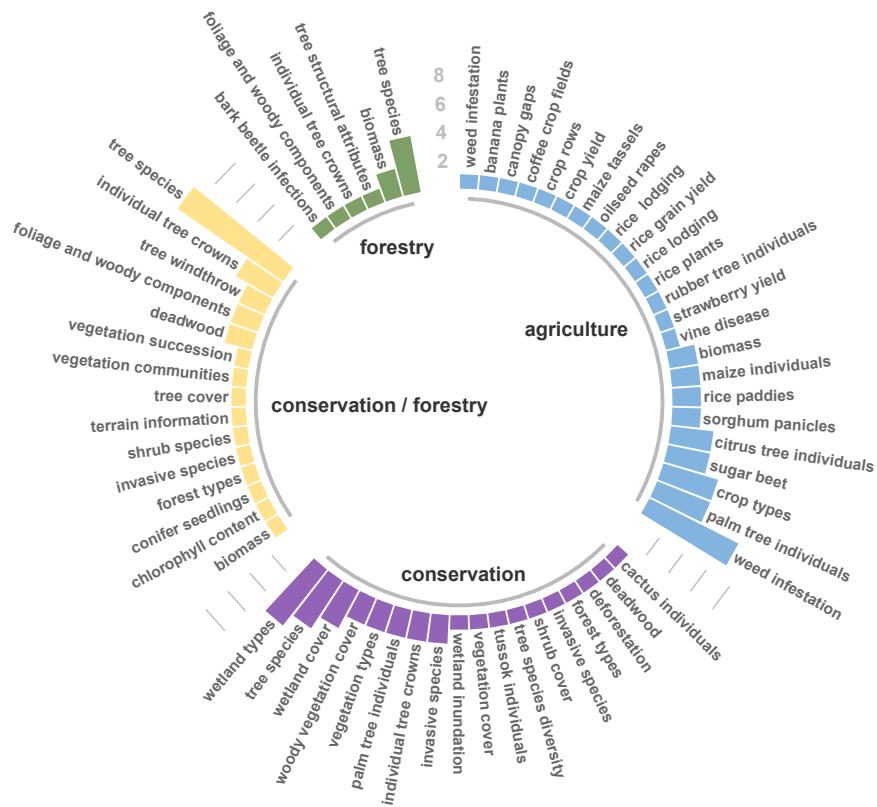 8
6
4
2
weed infestation
banana plants
canopy gaps
coffee crop fields
crop rows
crop yield
maize tassels
oilseed rapes
rice  lodging
rice grain yield
rice lodging
rice plants
rubber tree individuals
strawberry yield
vine disease
biomass
maize individuals
rice paddies
sorghum panicles
citrus tree individuals
sugar beet
crop types
palm tree individuals
weed infestation
agriculture
cactus individuals
deadwood
deforestation
forest types
invasive species
shrub cover
tree species diversity
tussok individuals
vegetation cover
wetland inundation
invasive species
individual tree crowns
palm tree individuals
vegetation types
woody vegetation cover
wetland cover
tree species
wetland types
conservation
biomass
chlorophyll content
conifer seedlings
forest types
invasive species
shrub species
terrain information
tree cover
vegetation communities
vegetation succession
deadwood
foliage and woody components
tree windthrow
individual tree crowns
tree species
conservation / forestry
bark beetle infections
foliage and woody components
individual tree crowns
tree structural attributes
biomass
tree species
forestry